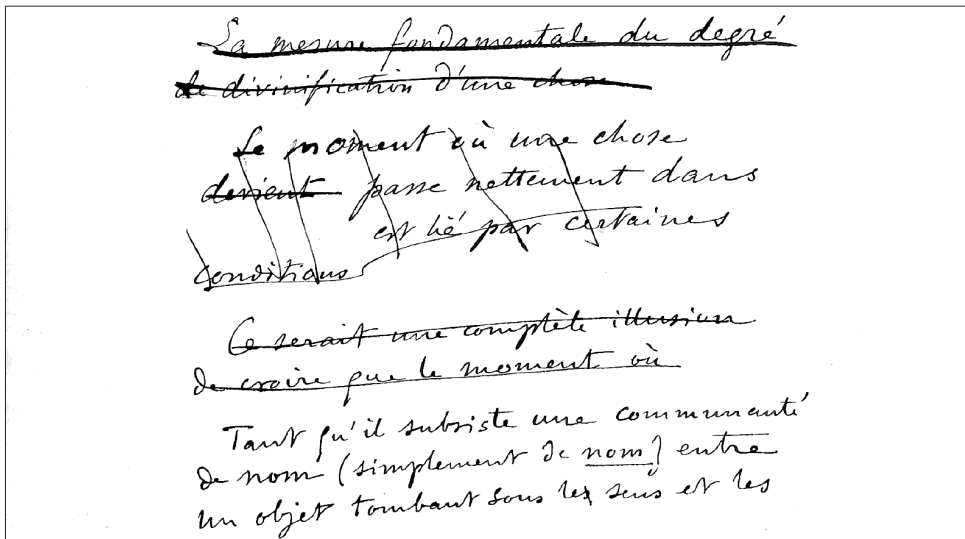 La mesure fondamentale du degré
de divinification d'une chose
Le moment où une chose
devient passe nettement dans
est lié par certaines
conditions
Ce serait une complète illusion
de croire que le moment où
Tant qu'il subsiste une communauté
de nom (simplement de nom) entre
un objet tombant sous les sens et les